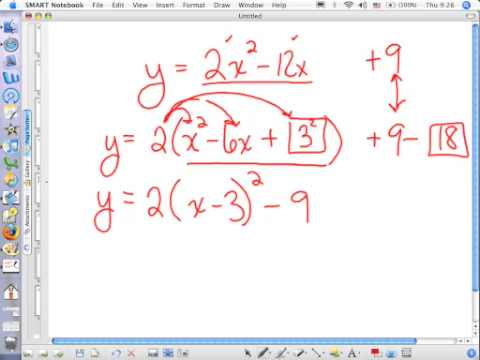 SMART Notebook File Edit View Insert Format Draw Window Help (100%) Thu 9:26
Untitled
y = 2x² - 12x +9
y = 2(x² - 6x + 3²) +9 - 18
y = 2(x - 3)² - 9
Attachments